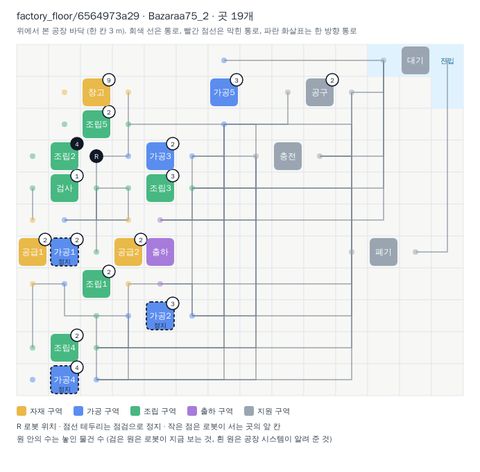 factory_floor/6564973a29 · Bazaraa75_2 · 곳 19개
위에서 본 공장 바닥 (한 칸 3 m). 회색 선은 통로, 빨간 점선은 막힌 통로, 파란 화살표는 한 방향 통로
대기
진입
창고 9
가공5 3
공구 2
조립5 2
조립2 4
R
가공3 2
충전
검사 1
조립3 3
공급1 2
가공1 2
정지
공급2 2
출하
폐기
조립1 2
가공2 3
정지
조립4 2
가공4 4
정지
자재 구역
가공 구역
조립 구역
출하 구역
지원 구역
R 로봇 위치 · 점선 테두리는 점검으로 정지 · 작은 점은 로봇이 서는 곳의 앞 칸
원 안의 수는 놓인 물건 수 (검은 원은 로봇이 지금 보는 것, 흰 원은 공장 시스템이 알려 준 것)